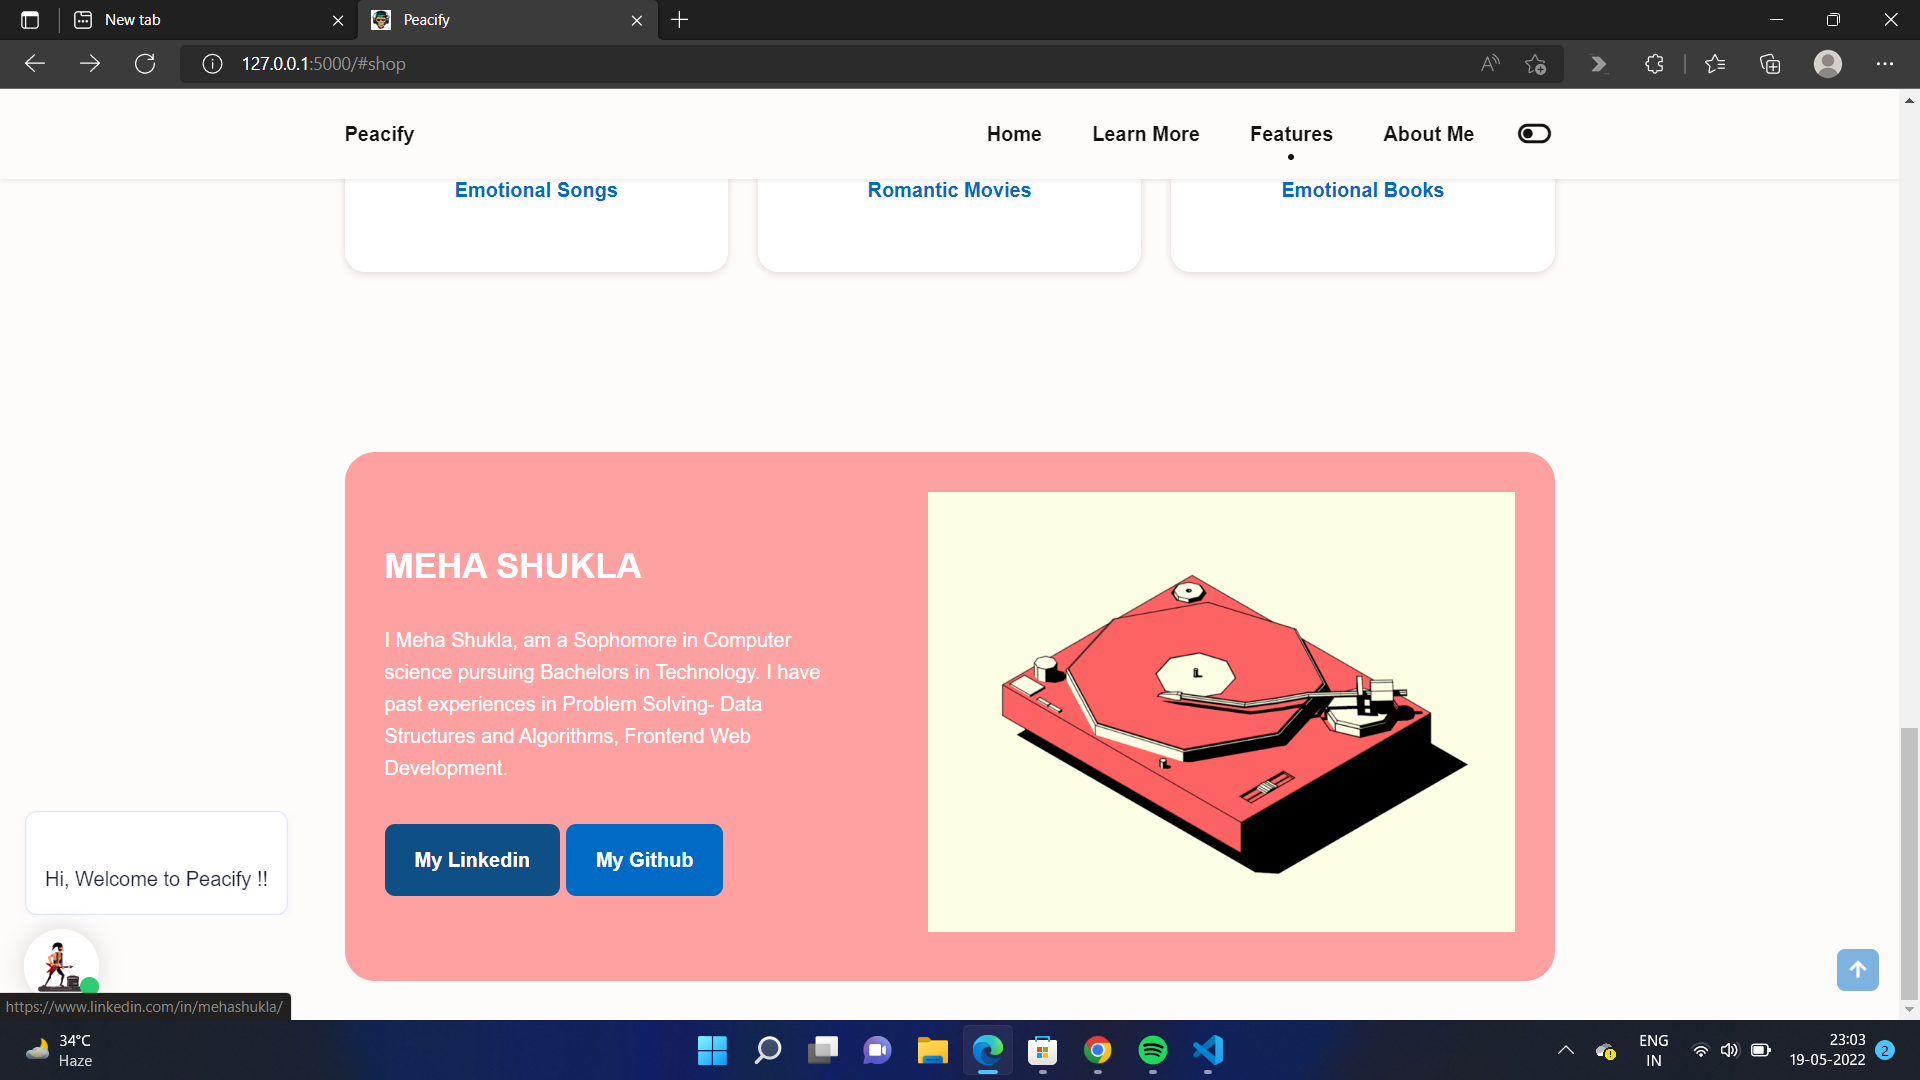 New tab
Peacify
127.0.0.1:5000/#shop
Peacify
Home
Learn More
Features
About Me
Emotional Songs
Romantic Movies
Emotional Books
MEHA SHUKLA
I Meha Shukla, am a Sophomore in Computer
science pursuing Bachelors in Technology. I have
past experiences in Problem Solving- Data
Structures and Algorithms, Frontend Web
Development.
My Linkedin
My Github
Hi, Welcome to Peacify !!
https://www.linkedin.com/in/mehashukla/
34°C
Haze
ENG
IN
23:03
19-05-2022
2